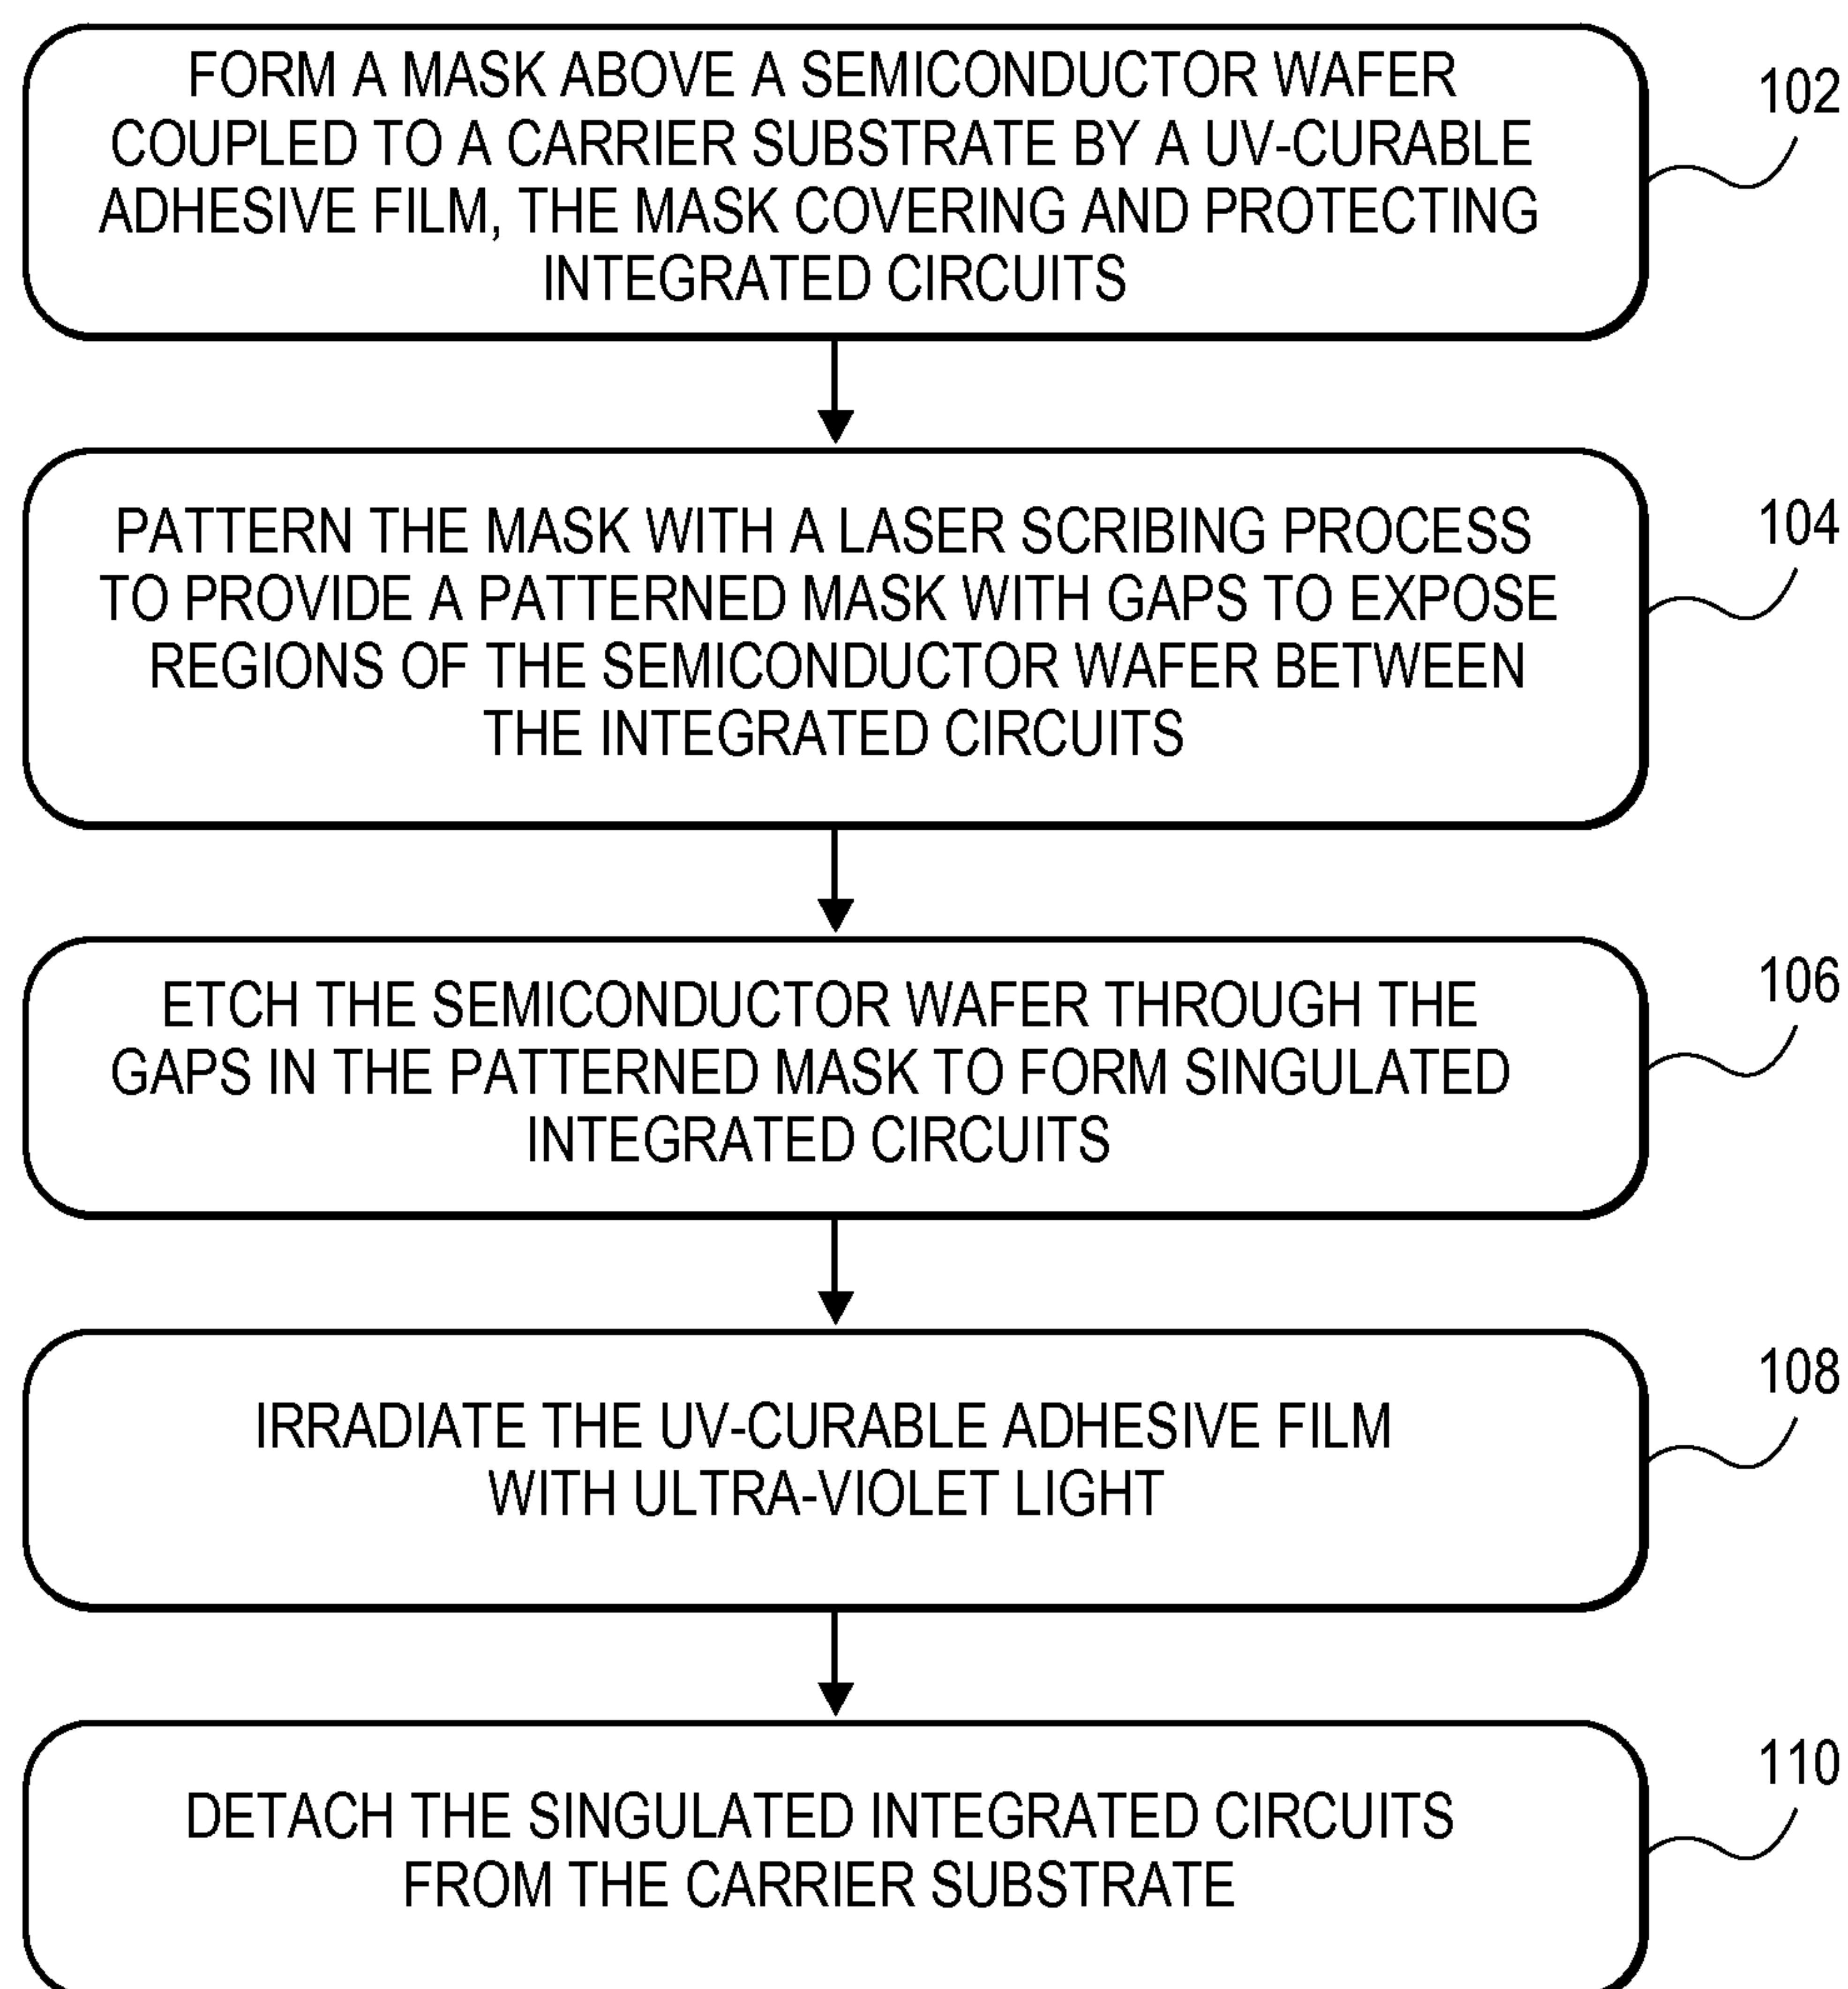 FORM A MASK ABOVE A SEMICONDUCTOR WAFER
COUPLED TO A CARRIER SUBSTRATE BY A UV-CURABLE
ADHESIVE FILM, THE MASK COVERING AND PROTECTING
INTEGRATED CIRCUITS
102
PATTERN THE MASK WITH A LASER SCRIBING PROCESS
TO PROVIDE A PATTERNED MASK WITH GAPS TO EXPOSE
REGIONS OF THE SEMICONDUCTOR WAFER BETWEEN
THE INTEGRATED CIRCUITS
104
ETCH THE SEMICONDUCTOR WAFER THROUGH THE
GAPS IN THE PATTERNED MASK TO FORM SINGULATED
INTEGRATED CIRCUITS
106
IRRADIATE THE UV-CURABLE ADHESIVE FILM
WITH ULTRA-VIOLET LIGHT
108
DETACH THE SINGULATED INTEGRATED CIRCUITS
FROM THE CARRIER SUBSTRATE
110